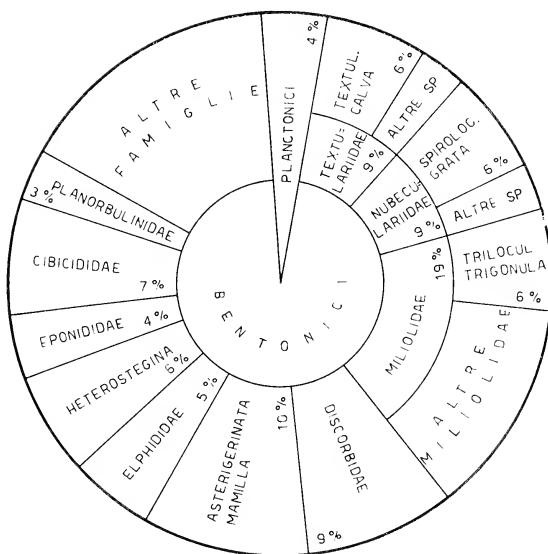 PLANCTONICI
4%
TEXTUL.
CALVA
6%
TEXTU=
LARIIDAE
9%
ALTRE SP
SPIROLOC.
GRATA
6%
NUBECU=
LARIIDAE
9%
ALTRE SP
TRILOCUL
TRIGONULA
6%
MILIOLIDAE
19%
ALTRE
MILIOLIDAE
DISCORBIDAE
9%
ASTERIGERINATA
MAMILLA
10%
ELPHIDIDAE
5%
HETEROSTEGINA
6%
EPONIDIDAE 4%
CIBICIDIDAE
7%
PLANORBULINIDAE
3%
ALTRE
FAMIGLIE
BENTONICI